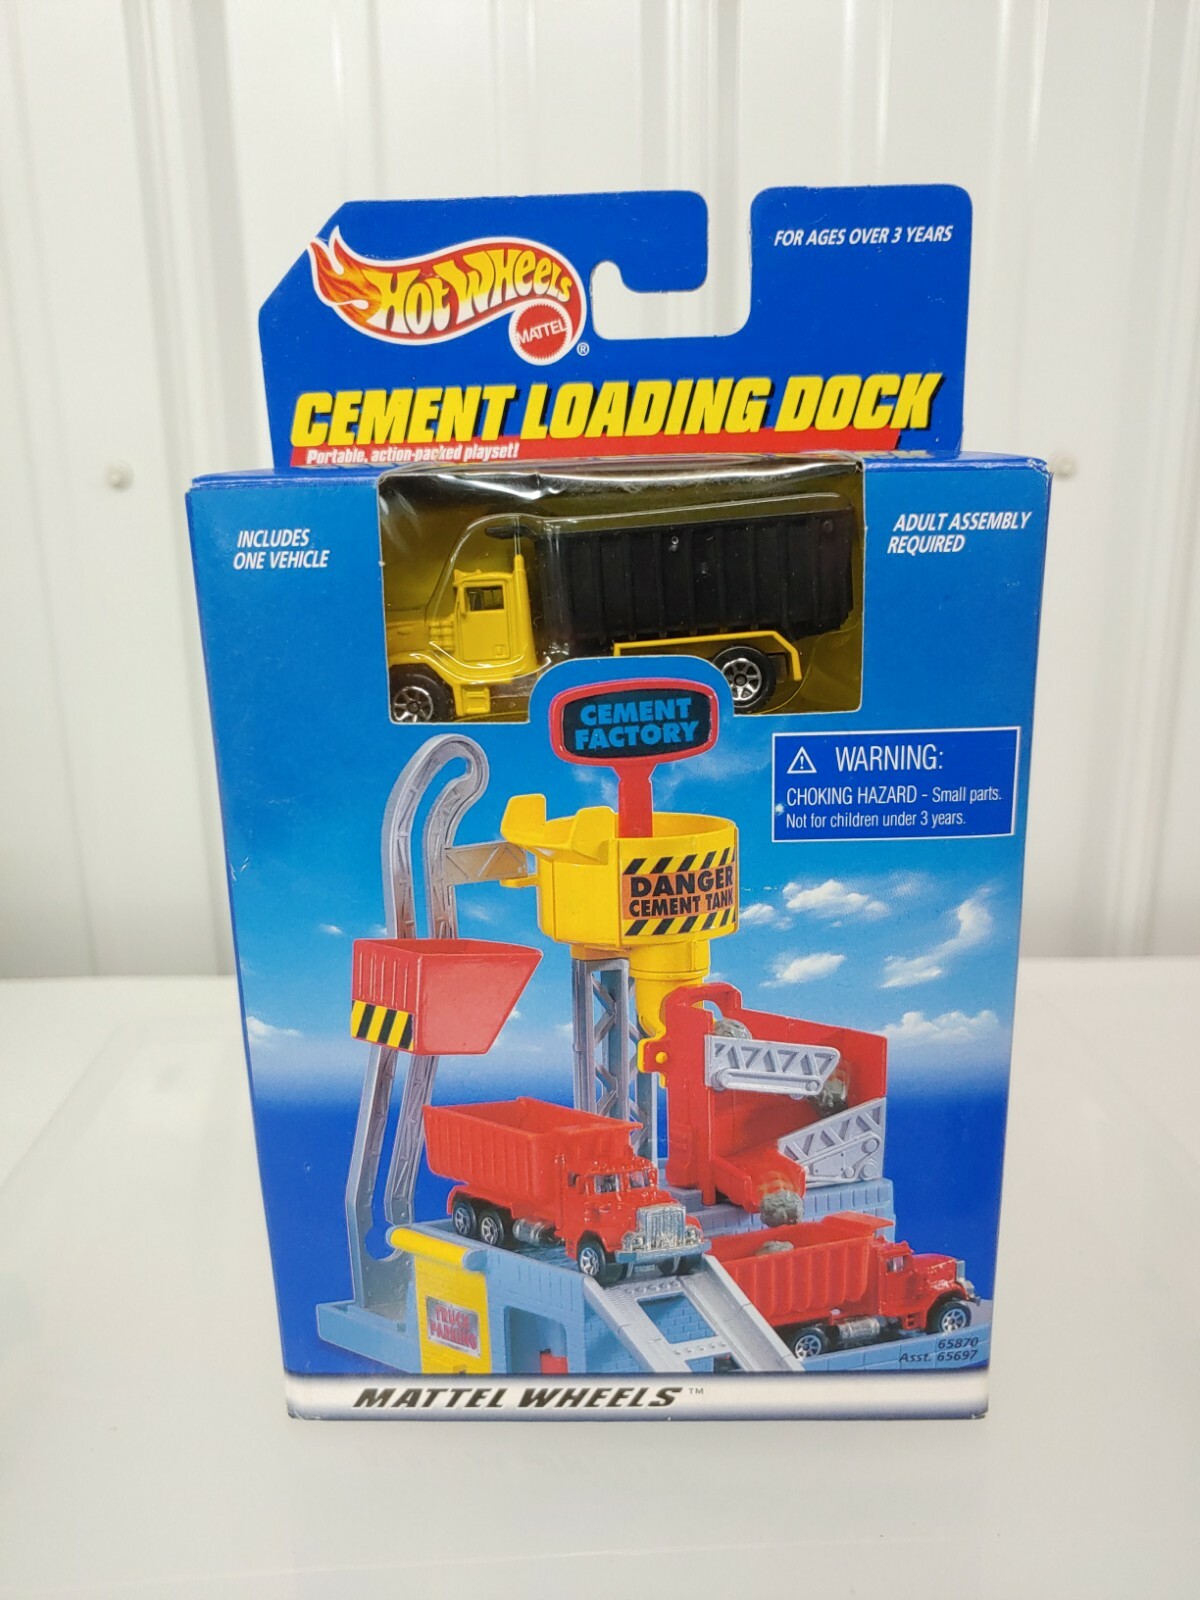 HOT WHEELS
MATTEL
®
FOR AGES OVER 3 YEARS
CEMENT LOADING DOCK
Portable, action-packed playset!
INCLUDES
ONE VEHICLE
ADULT ASSEMBLY
REQUIRED
CEMENT
FACTORY
WARNING:
CHOKING HAZARD - Small parts.
Not for children under 3 years.
DANGER
CEMENT TANK
TRUCK
PARKING
65870
Asst. 65697
MATTEL WHEELS™